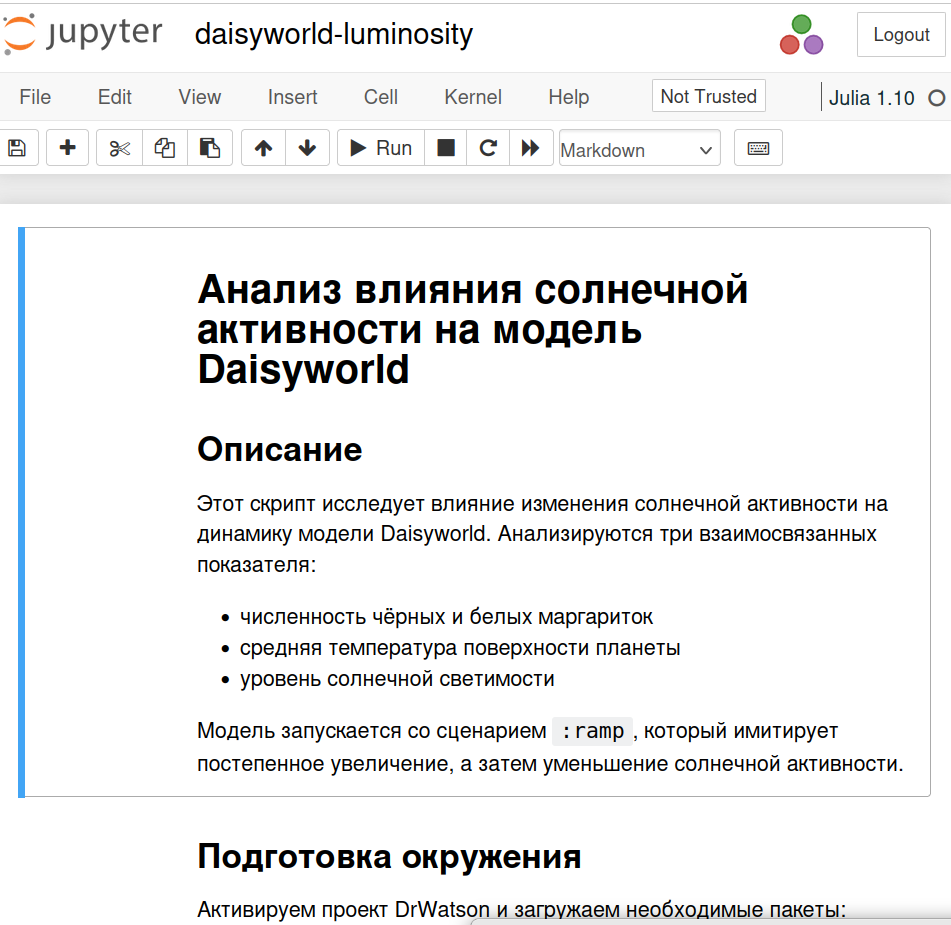 jupyter daisyworld-luminosity Logout
File Edit View Insert Cell Kernel Help Not Trusted Julia 1.10
Run Markdown
Анализ влияния солнечной
активности на модель
Daisyworld
Описание
Этот скрипт исследует влияние изменения солнечной активности на
динамику модели Daisyworld. Анализируются три взаимосвязанных
показателя:
• численность чёрных и белых маргариток
• средняя температура поверхности планеты
• уровень солнечной светимости
Модель запускается со сценарием :ramp, который имитирует
постепенное увеличение, а затем уменьшение солнечной активности.
Подготовка окружения
Активируем проект DrWatson и загружаем необходимые пакеты: